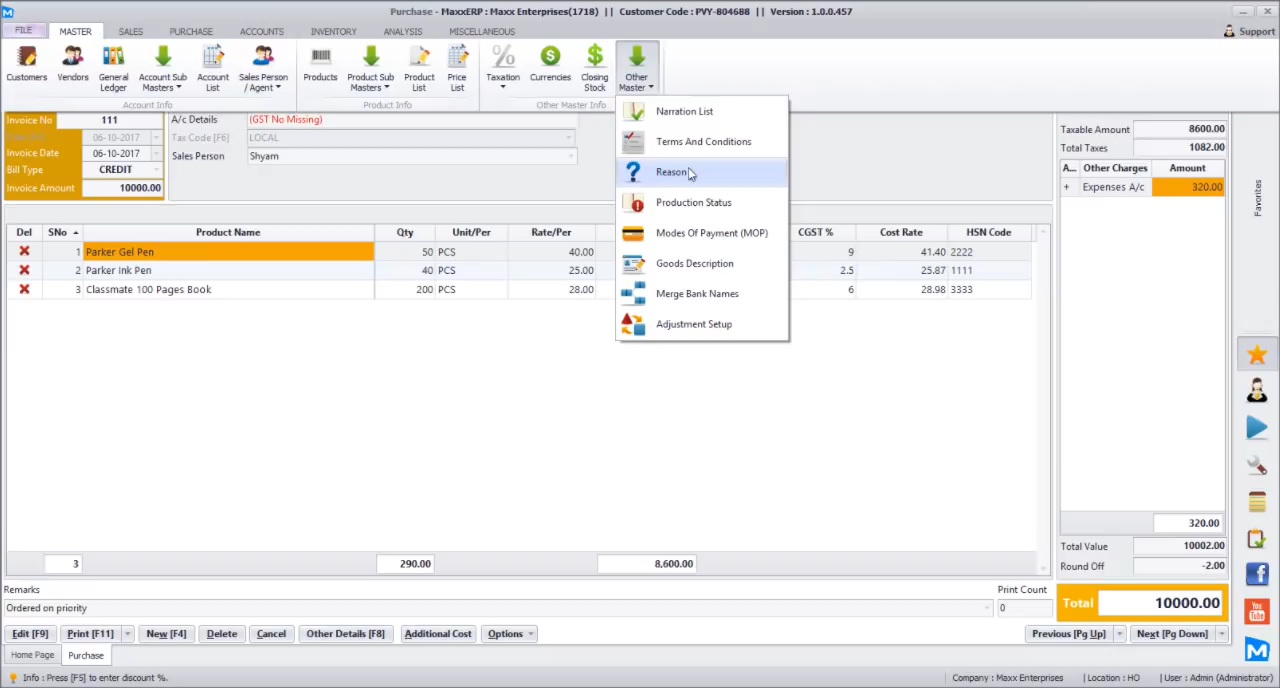 Purchase - MaxxERP : Maxx Enterprises(1718) || Customer Code : PVY-804688 || Version : 1.0.0.457
FILE MASTER SALES PURCHASE ACCOUNTS INVENTORY ANALYSIS MISCELLANEOUS Support
Customers Vendors General Ledger Account Sub Masters Account List Sales Person / Agent Products Product Sub Masters Product List Price List Taxation Currencies Closing Stock Other Master
Account Info Product Info Other Master Info
Narration List
Terms And Conditions
Reason
Production Status
Modes Of Payment (MOP)
Goods Description
Merge Bank Names
Adjustment Setup
Invoice No 111
06-10-2017
Invoice Date 06-10-2017
Bill Type CREDIT
Invoice Amount 10000.00
A/c Details (GST No Missing)
Tax Code [F6] LOCAL
Sales Person Shyam
Taxable Amount 8600.00
Total Taxes 1082.00
A... Other Charges Amount
+ Expenses A/c 320.00
Favorites
Del SNo Product Name Qty Unit/Per Rate/Per CGST % Cost Rate HSN Code
1 Parker Gel Pen 50 PCS 40.00 9 41.40 2222
2 Parker Ink Pen 40 PCS 25.00 2.5 25.87 1111
3 Classmate 100 Pages Book 200 PCS 28.00 6 28.98 3333
3 290.00 8,600.00
320.00
Total Value 10002.00
Round Off -2.00
Total 10000.00
Remarks Print Count
Ordered on priority 0
Edit [F9] Print [F11] New [F4] Delete Cancel Other Details [F8] Additional Cost Options Previous [Pg Up] Next [Pg Down]
Home Page Purchase
You Tube
Info : Press [F5] to enter discount %. Company : Maxx Enterprises | Location : HO | User : Admin (Administrator)